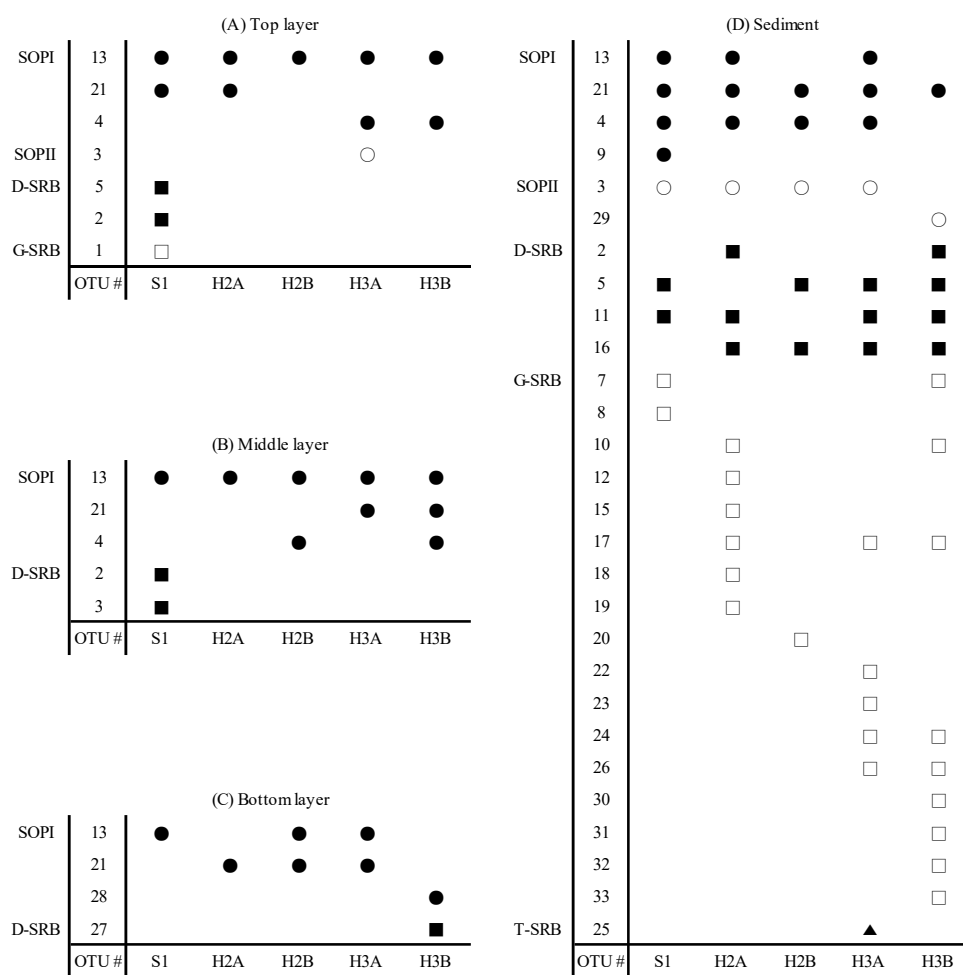 (A) Top layer
SOPI 13
21
4
SOPII 3
D-SRB 5
2
G-SRB 1
OTU # S1 H2A H2B H3A H3B
(B) Middle layer
SOPI 13
21
4
D-SRB 2
3
OTU # S1 H2A H2B H3A H3B
(C) Bottom layer
SOPI 13
21
28
D-SRB 27
OTU # S1 H2A H2B H3A H3B
(D) Sediment
SOPI 13
21
4
9
SOPII 3
29
D-SRB 2
5
11
16
G-SRB 7
8
10
12
15
17
18
19
20
22
23
24
26
30
31
32
33
T-SRB 25
OTU # S1 H2A H2B H3A H3B